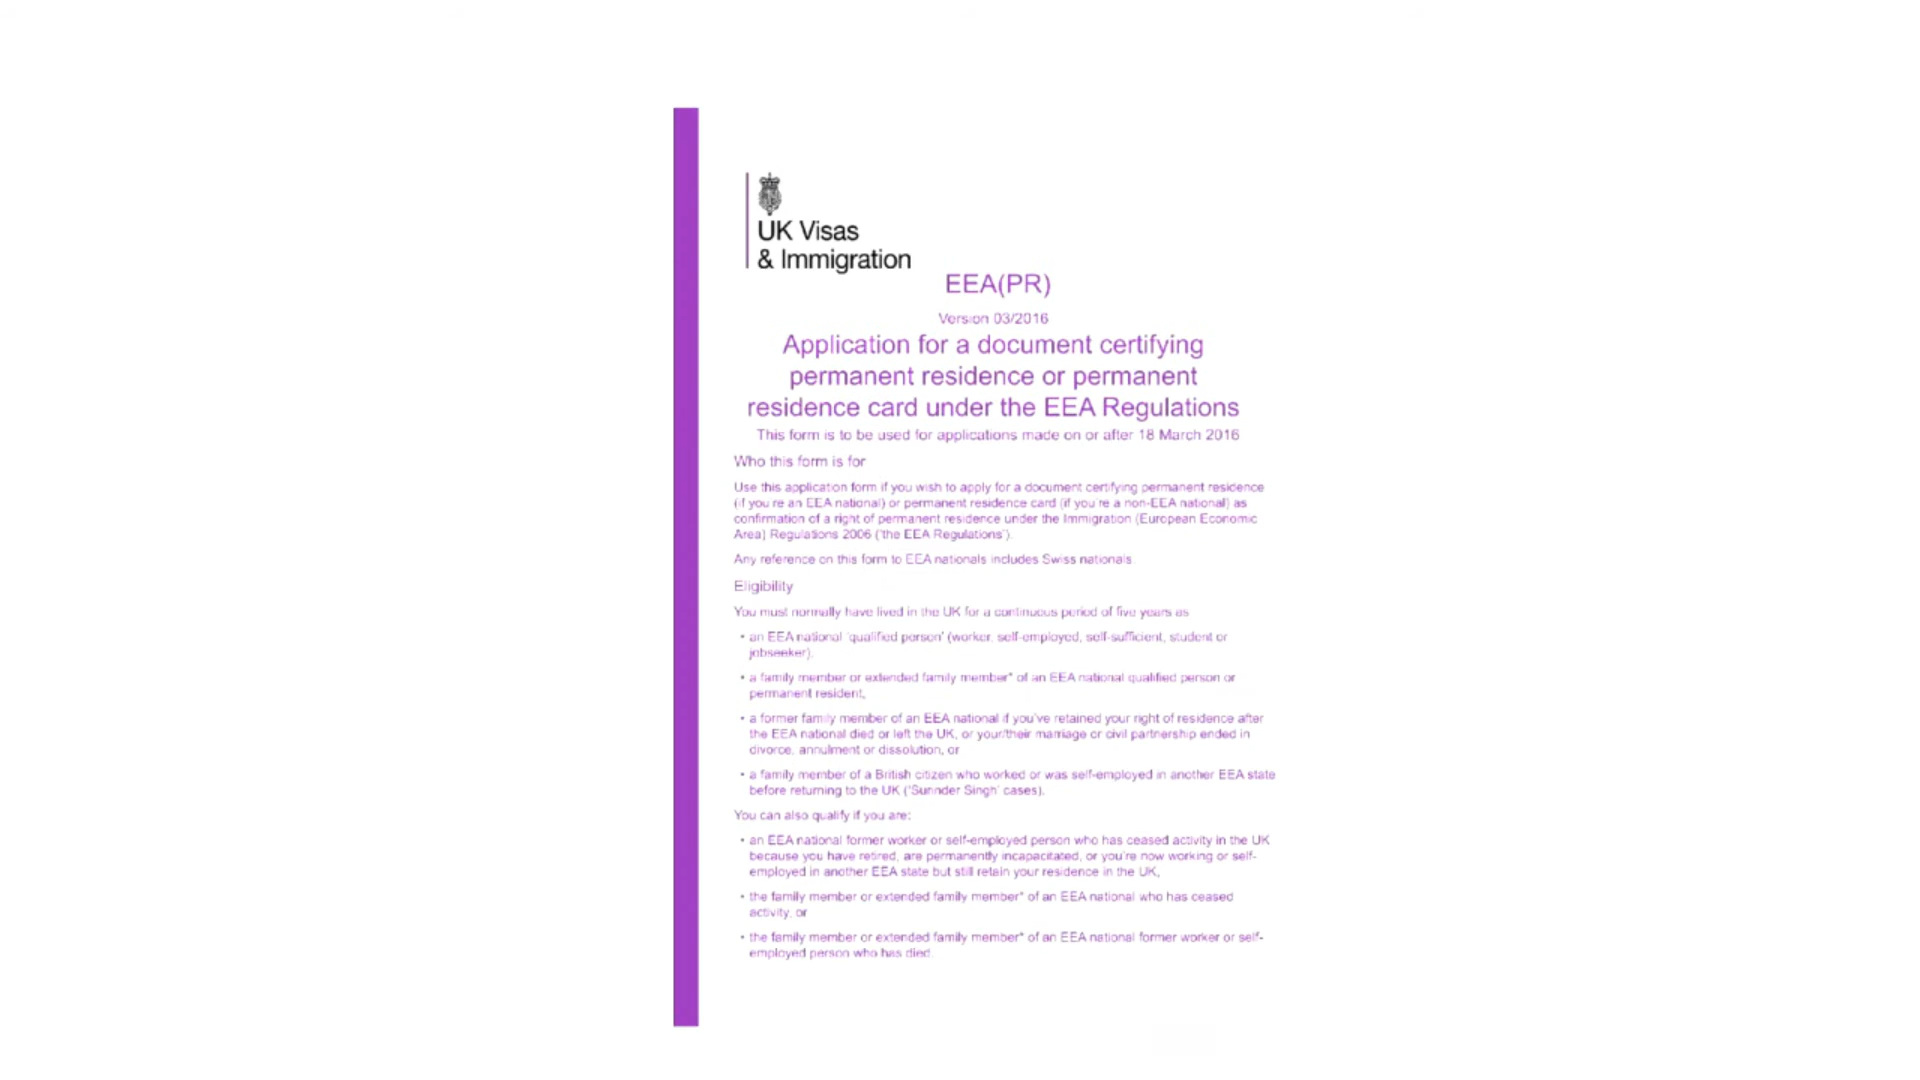 UK Visas
& Immigration
EEA(PR)
Version 03/2016
Application for a document certifying
permanent residence or permanent
residence card under the EEA Regulations
This form is to be used for applications made on or after 18 March 2016
Who this form is for
Use this application form if you wish to apply for a document certifying permanent residence
(if you're an EEA national) or permanent residence card (if you're a non-EEA national) as
confirmation of a right of permanent residence under the Immigration (European Economic
Area) Regulations 2006 ('the EEA Regulations').
Any reference on this form to EEA nationals includes Swiss nationals.
Eligibility
You must normally have lived in the UK for a continuous period of five years as
• an EEA national 'qualified person' (worker, self-employed, self-sufficient, student or
jobseeker),
• a family member or extended family member* of an EEA national qualified person or
permanent resident,
• a former family member of an EEA national if you've retained your right of residence after
the EEA national died or left the UK, or your/their marriage or civil partnership ended in
divorce, annulment or dissolution, or
• a family member of a British citizen who worked or was self-employed in another EEA state
before returning to the UK ('Surinder Singh' cases).
You can also qualify if you are:
• an EEA national former worker or self-employed person who has ceased activity in the UK
because you have retired, are permanently incapacitated, or you're now working or self-
employed in another EEA state but still retain your residence in the UK,
• the family member or extended family member* of an EEA national who has ceased
activity, or
• the family member or extended family member* of an EEA national former worker or self-
employed person who has died.